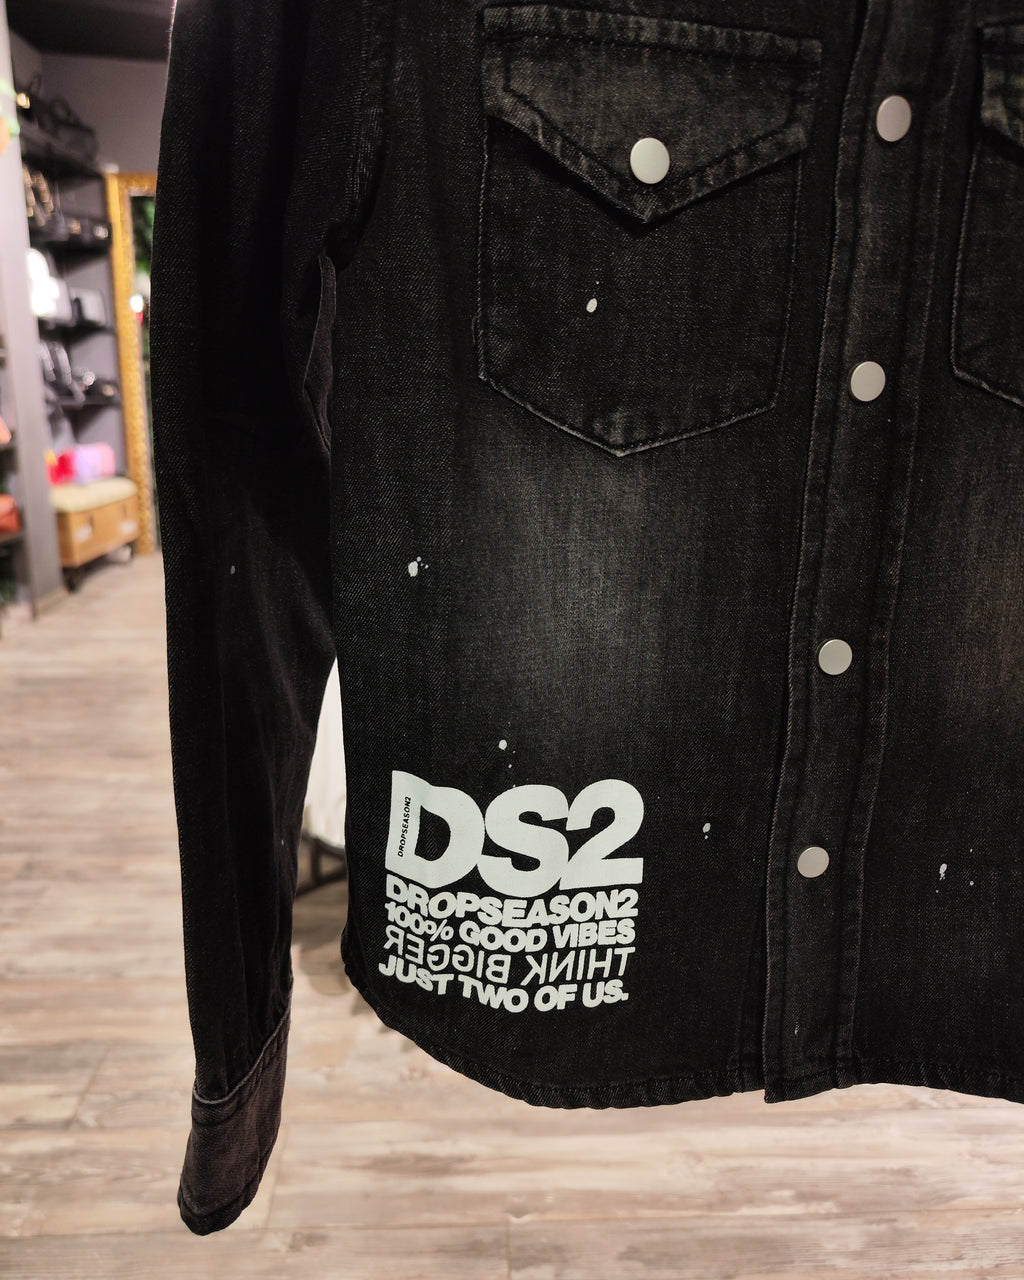 DS2
DROPSEASON2
DROPSEASON2
100% GOOD VIBES
THINK BIGGER
JUST TWO OF US.